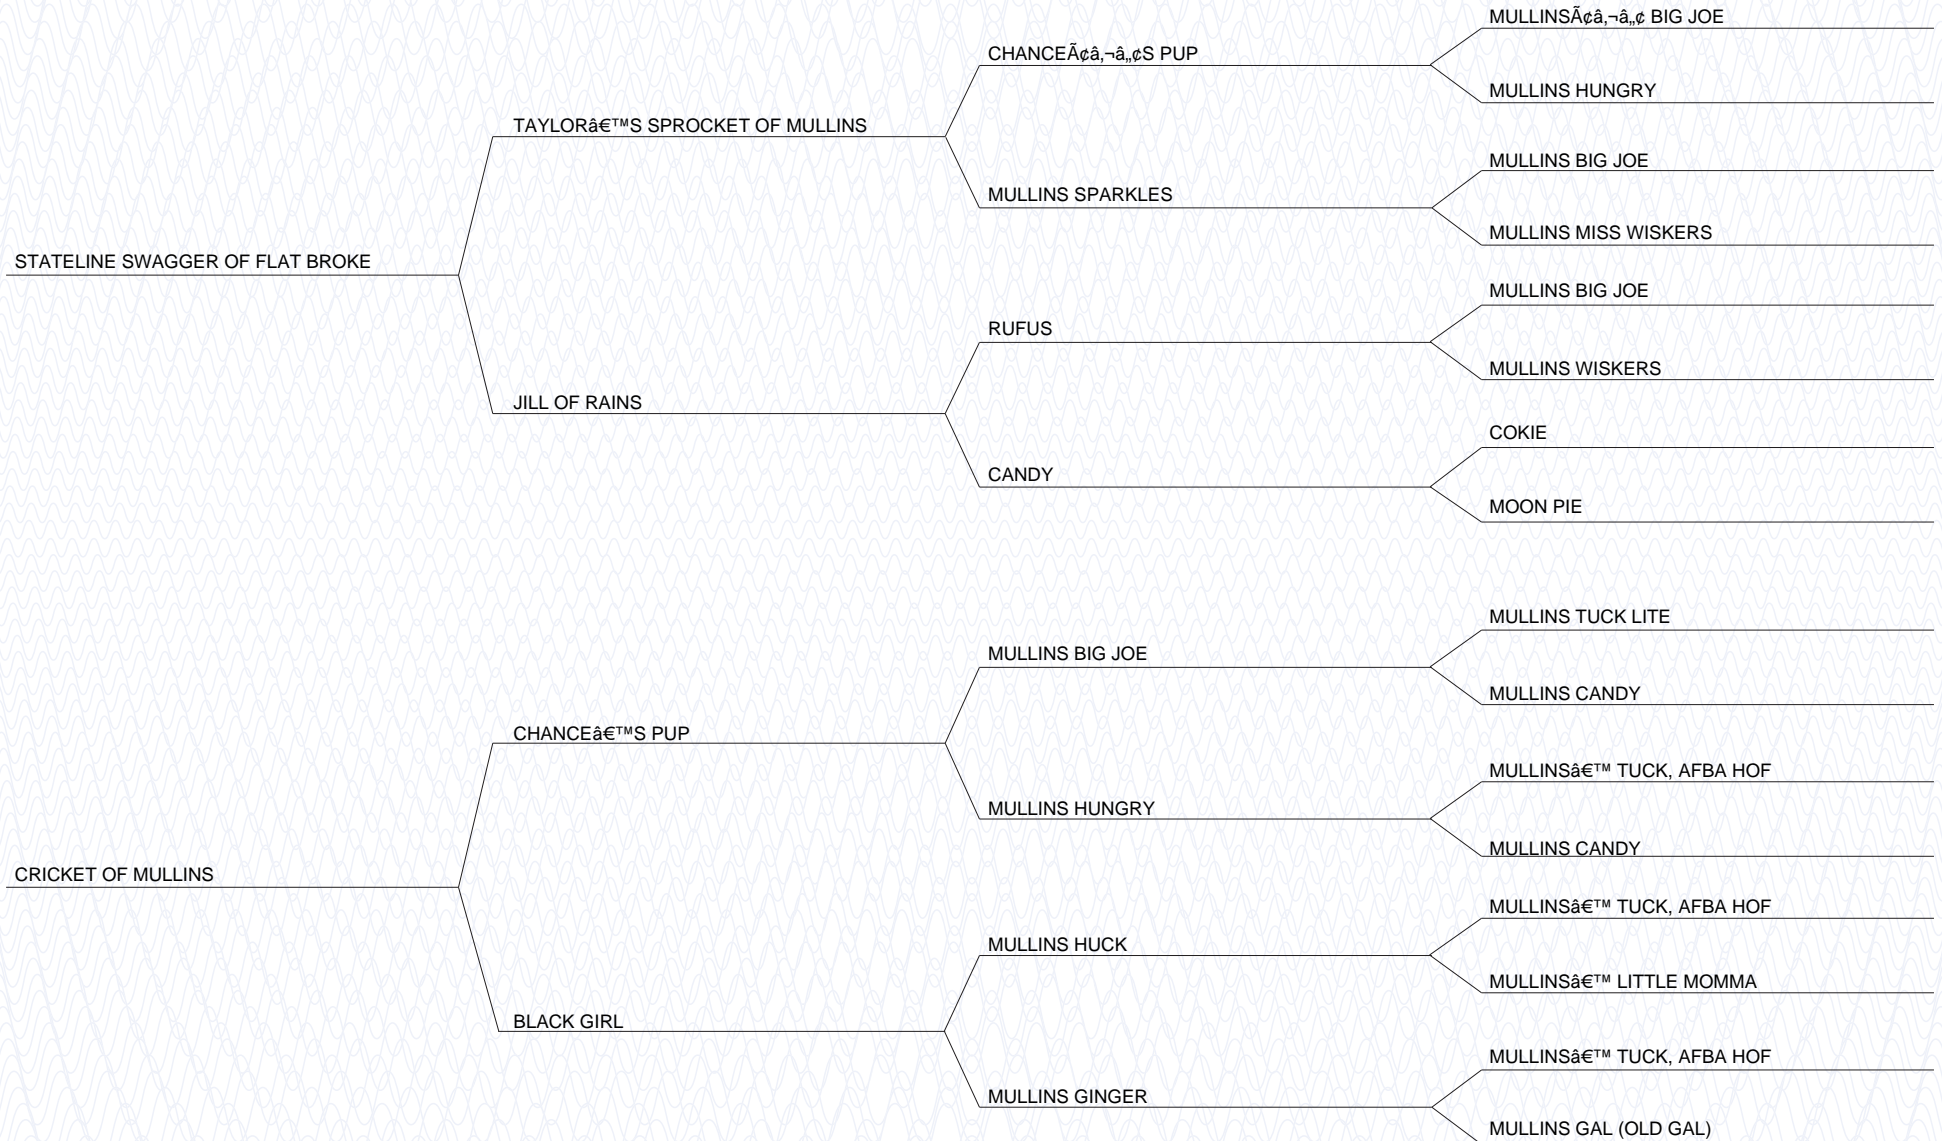 MULLINSÃ¢â‚¬â„¢ BIG JOE
CHANCEÃ¢â‚¬â„¢S PUP
MULLINS HUNGRY
TAYLORâ€™S SPROCKET OF MULLINS
MULLINS BIG JOE
MULLINS SPARKLES
MULLINS MISS WISKERS
STATELINE SWAGGER OF FLAT BROKE
MULLINS BIG JOE
RUFUS
MULLINS WISKERS
JILL OF RAINS
COKIE
CANDY
MOON PIE
MULLINS TUCK LITE
MULLINS BIG JOE
MULLINS CANDY
CHANCEâ€™S PUP
MULLINSâ€™ TUCK, AFBA HOF
MULLINS HUNGRY
MULLINS CANDY
CRICKET OF MULLINS
MULLINSâ€™ TUCK, AFBA HOF
MULLINS HUCK
MULLINSâ€™ LITTLE MOMMA
BLACK GIRL
MULLINSâ€™ TUCK, AFBA HOF
MULLINS GINGER
MULLINS GAL (OLD GAL)